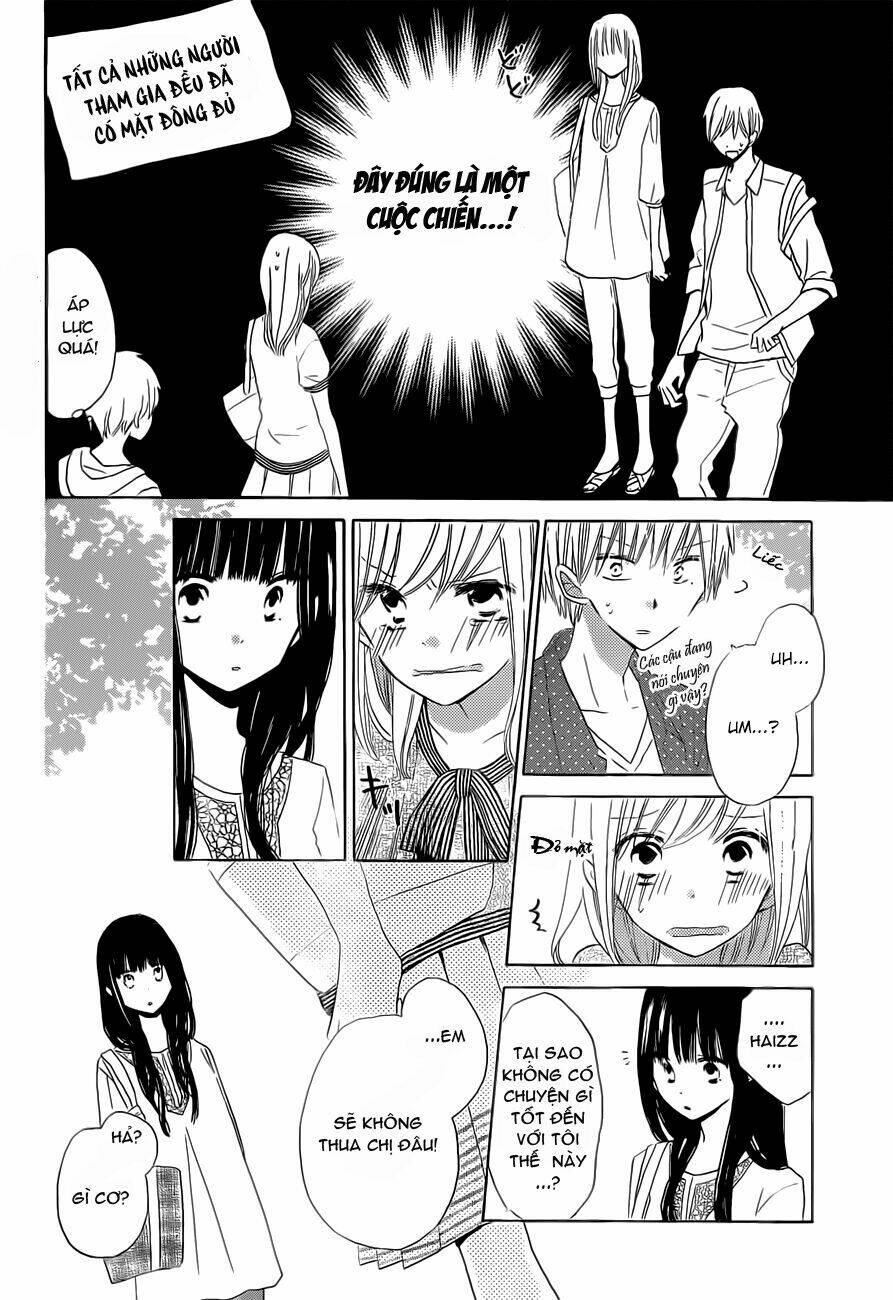 TẤT CẢ NHỮNG NGƯỜI
THAM GIA ĐỀU ĐÃ
CÓ MẶT ĐÔNG ĐỦ
ĐÂY ĐÚNG LÀ MỘT
CUỘC CHIẾN....!
ÁP
LỰC
QUÁ!
Liếc
UH...
UM...?
Các cậu đang
nói chuyện
gì vậy?
Đỏ mặt
....
HAIZZ
...
TẠI SAO
KHÔNG CÓ
CHUYỆN GÌ
TỐT ĐẾN
VỚI TÔI
THẾ NÀY
...?
...EM
SẼ KHÔNG
THUA CHỊ ĐÂU!
HẢ?
GÌ CƠ?